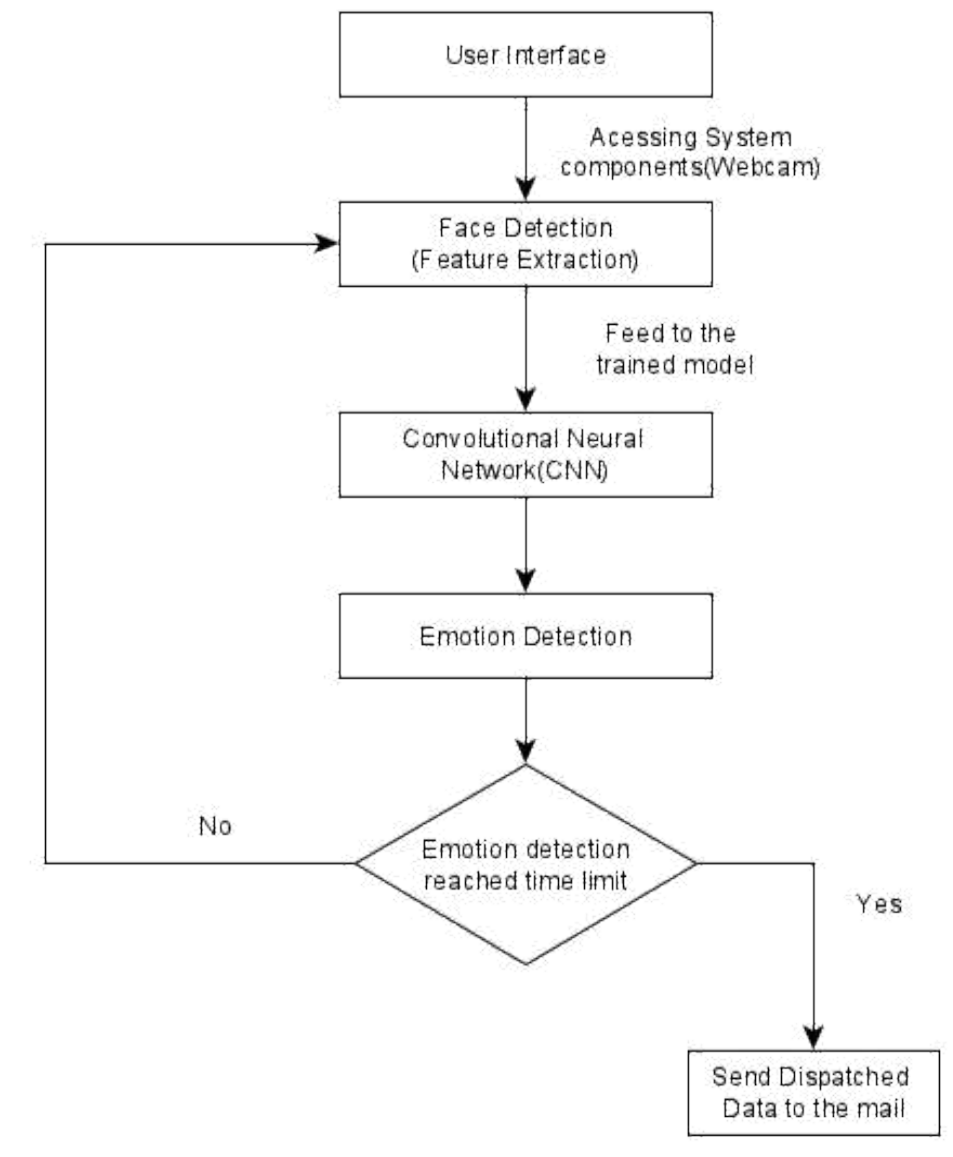 User Interface
Acessing System
components(Webcam)
Face Detection
(Feature Extraction)
Feed to the
trained model
Convolutional Neural
Network(CNN)
Emotion Detection
No
Emotion detection
reached time limit
Yes
Send Dispatched
Data to the mail